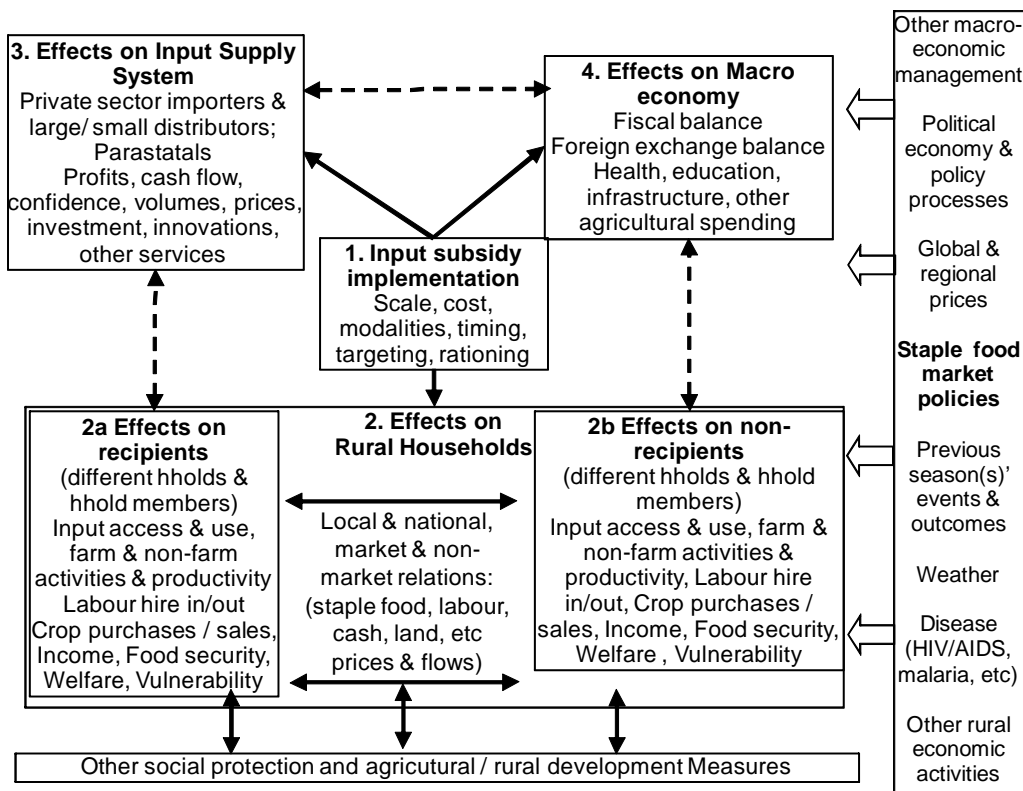 3. Effects on Input Supply
System
Private sector importers &
large/ small distributors;
Parastatals
Profits, cash flow,
confidence, volumes, prices,
investment, innovations,
other services
4. Effects on Macro
economy
Fiscal balance
Foreign exchange balance
Health, education,
infrastructure, other
agricultural spending
1. Input subsidy
implementation
Scale, cost,
modalities, timing,
targeting, rationing
2a Effects on
recipients
(different hholds &
hhold members)
Input access & use,
farm & non-farm
activities & productivity
Labour hire in/out
Crop purchases / sales,
Income, Food security,
Welfare, Vulnerability
2. Effects on
Rural Households
Local & national,
market & non-
market relations:
(staple food, labour,
cash, land, etc
prices & flows)
2b Effects on non-
recipients
(different hholds & hhold
members)
Input access & use, farm &
non-farm activities &
productivity, Labour hire
in/out, Crop purchases /
sales, Income, Food security,
Welfare , Vulnerability
Other social protection and agricutural / rural development Measures
Other macro-
economic
management
Political
economy &
policy
processes
Global &
regional
prices
Staple food
market
policies
Previous
season(s)’
events &
outcomes
Weather
Disease
(HIV/AIDS,
malaria, etc)
Other rural
economic
activities